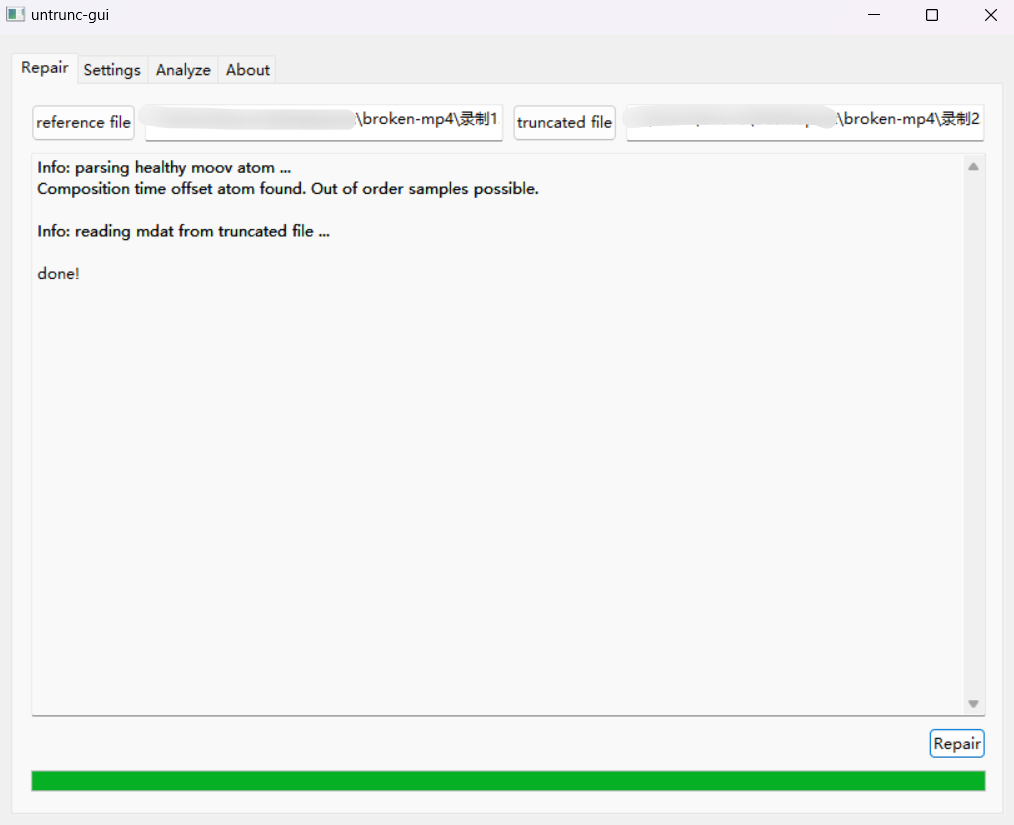 untrunc-gui
Repair Settings Analyze About
reference file \broken-mp4\录制1 truncated file \broken-mp4\录制2
Info: parsing healthy moov atom ...
Composition time offset atom found. Out of order samples possible.
Info: reading mdat from truncated file ...
done!
Repair